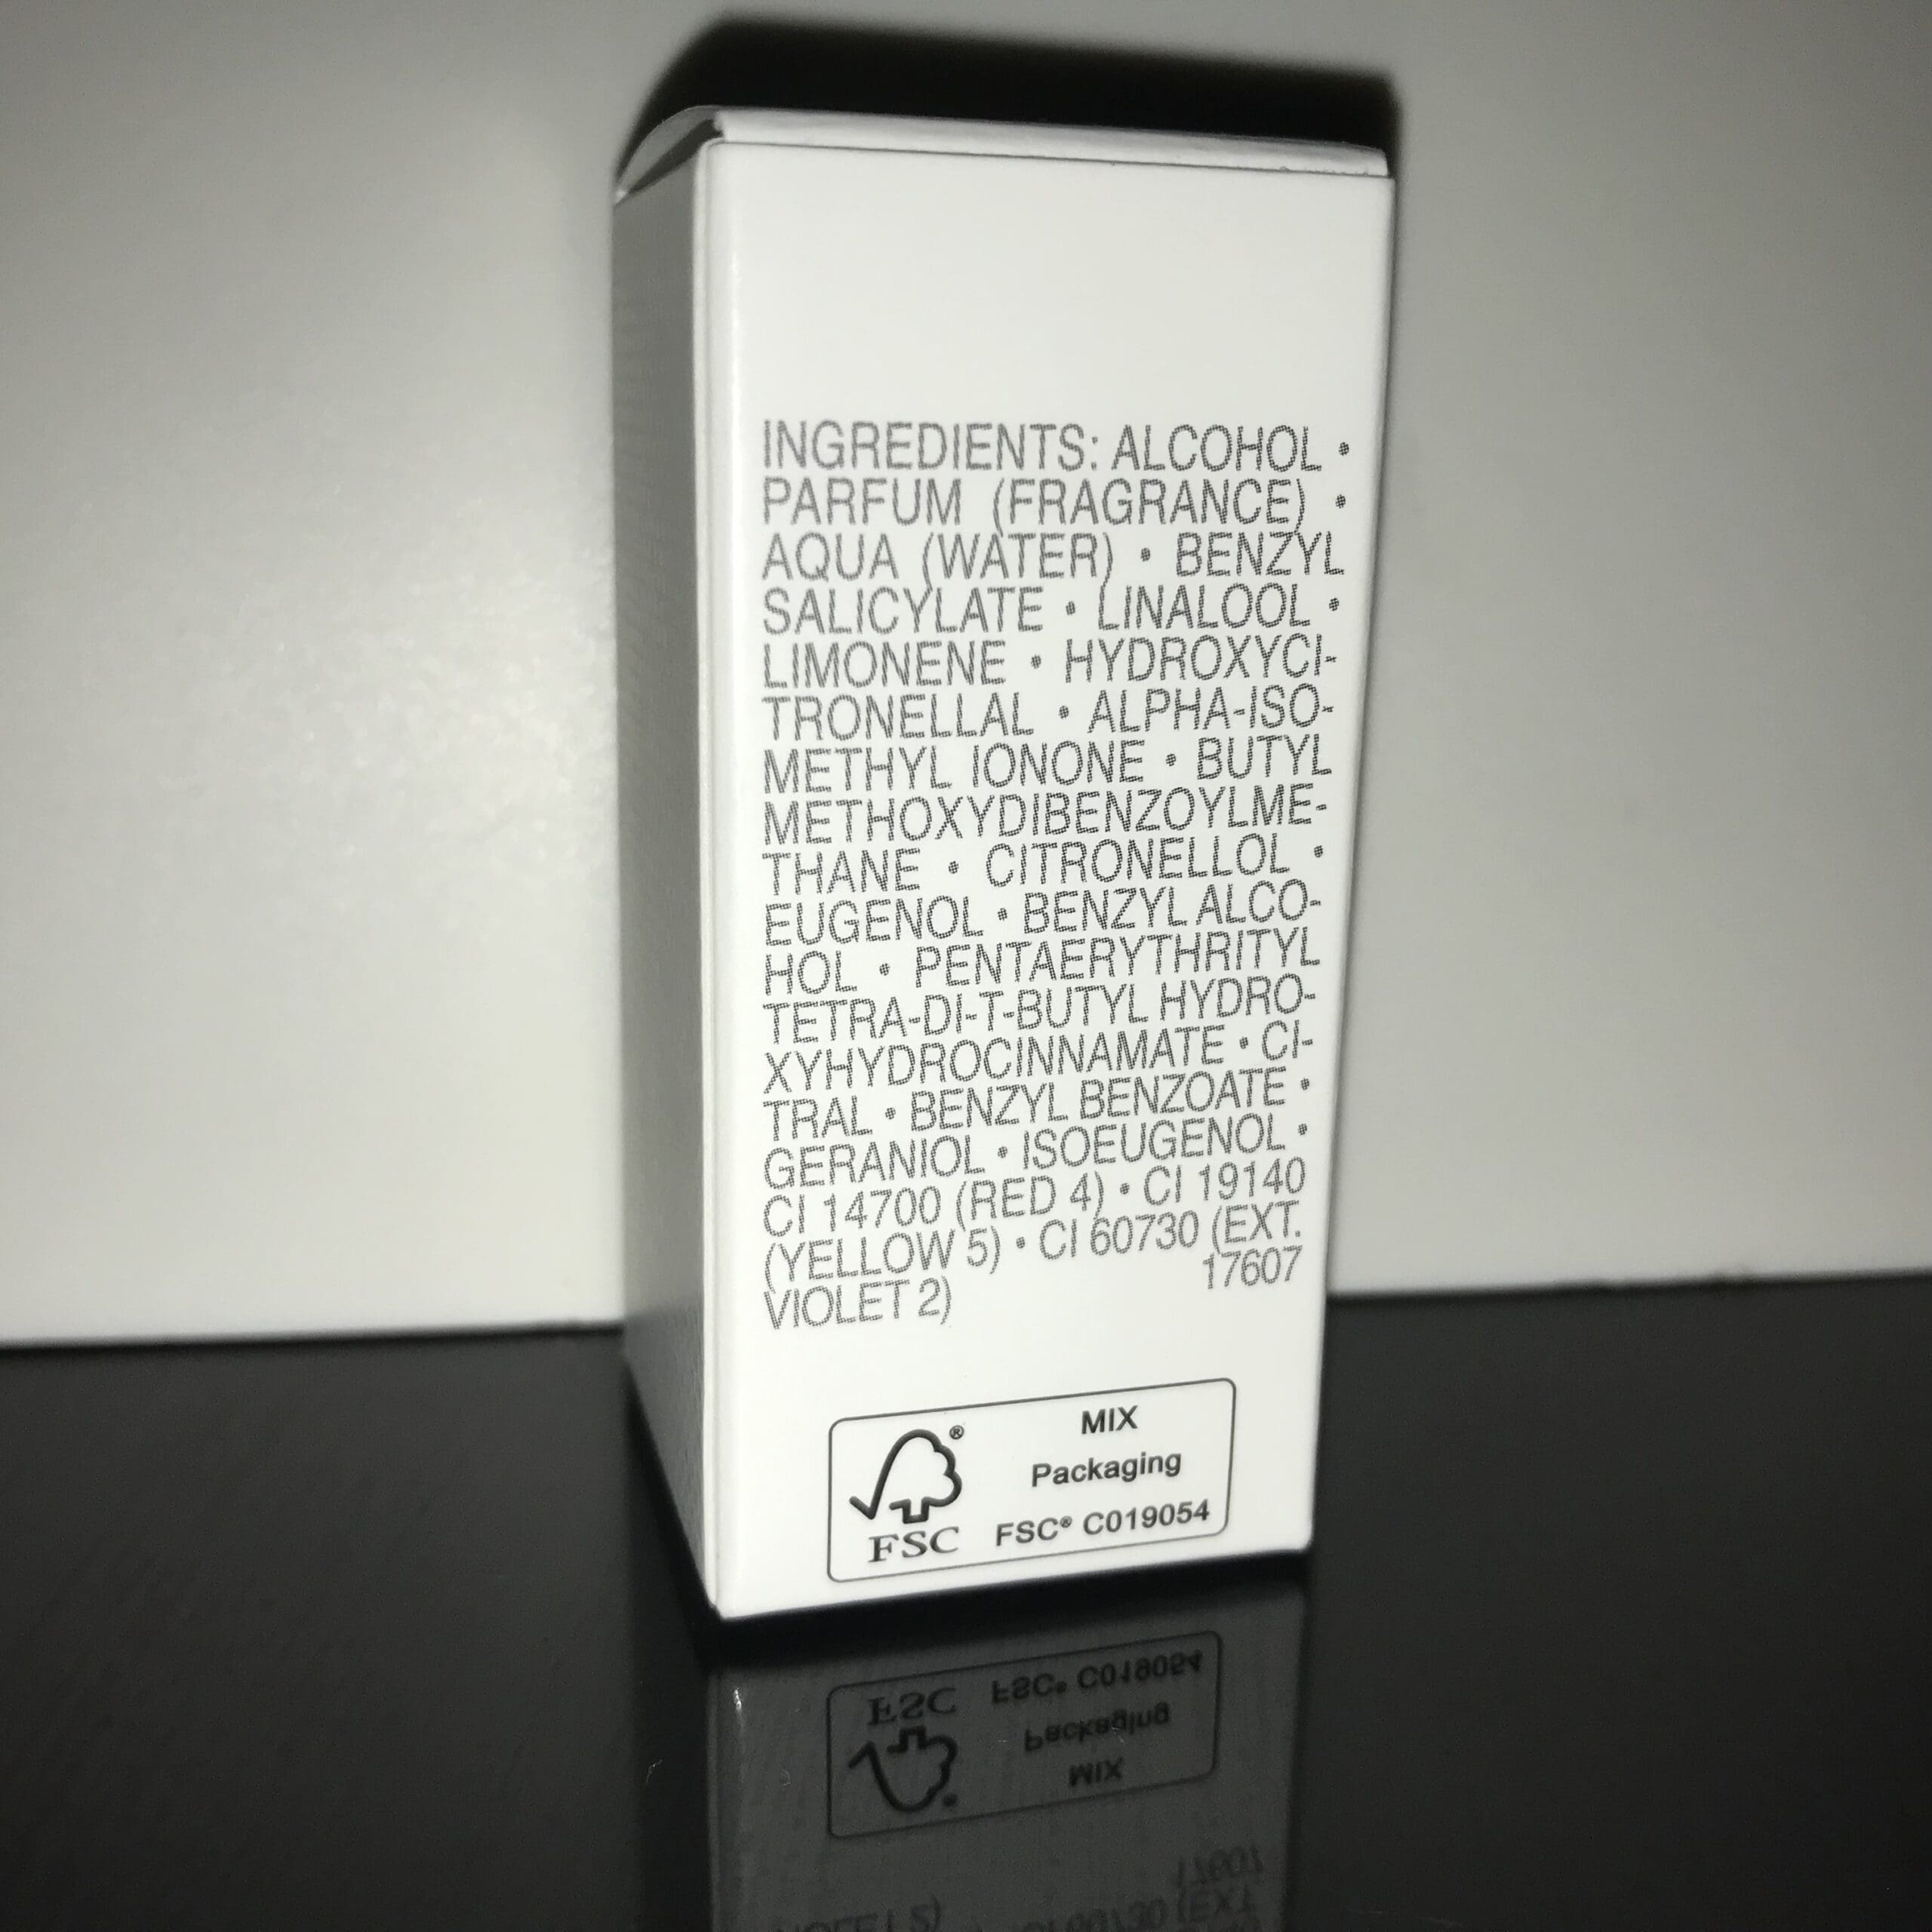 INGREDIENTS: ALCOHOL •
PARFUM (FRAGRANCE) •
AQUA (WATER) • BENZYL
SALICYLATE • LINALOOL •
LIMONENE • HYDROXYCI-
TRONELLAL • ALPHA-ISO-
METHYL IONONE • BUTYL
METHOXYDIBENZOYLME-
THANE • CITRONELLOL •
EUGENOL • BENZYL ALCO-
HOL • PENTAERYTHRITYL
TETRA-DI-T-BUTYL HYDRO-
XYHYDROCINNAMATE • CI-
TRAL • BENZYL BENZOATE •
GERANIOL • ISOEUGENOL •
CI 14700 (RED 4) • CI 19140
(YELLOW 5) • CI 60730 (EXT.
VIOLET 2) 17607
MIX
Packaging
FSC® C019054
® FSC